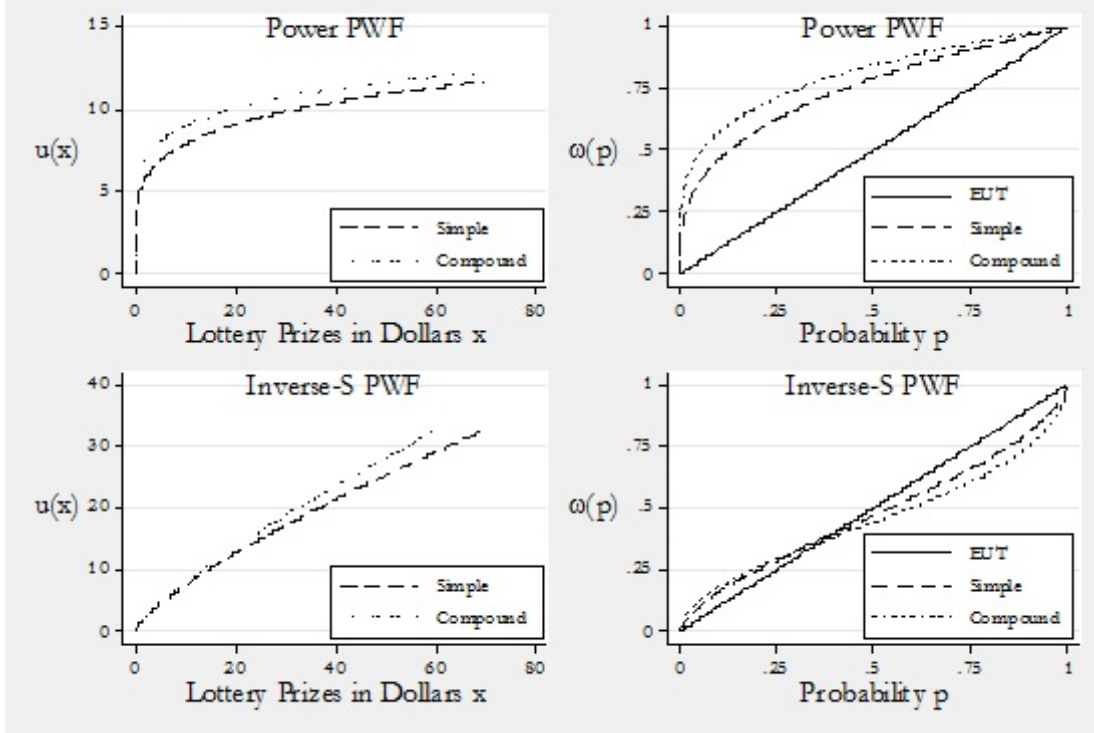 Power PWF
15
10
5
0
u(x)
Simple
Compound
0 20 40 60 80
Lottery Prizes in Dollars x
Power PWF
1
.75
.5
.25
0
ω(p)
EUT
Simple
Compound
0 .25 .5 .75 1
Probability p
Inverse-S PWF
40
30
20
10
0
u(x)
Simple
Compound
0 20 40 60 80
Lottery Prizes in Dollars x
Inverse-S PWF
1
.75
.5
.25
0
ω(p)
EUT
Simple
Compound
0 .25 .5 .75 1
Probability p